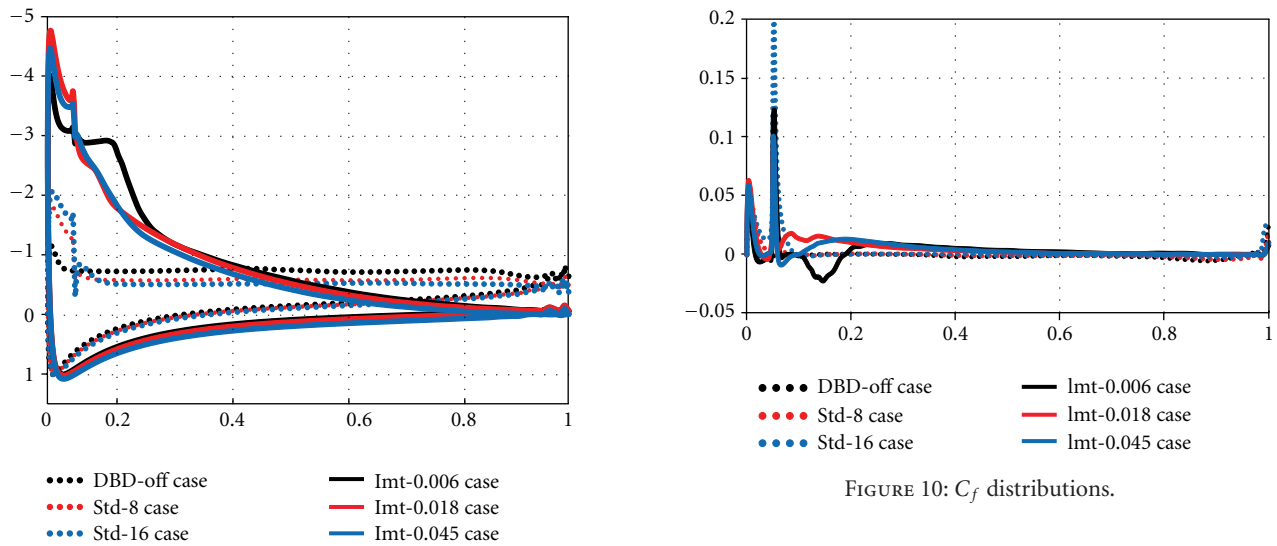 −5
−4
−3
−2
−1
0
1
0 0.2 0.4 0.6 0.8 1
DBD-off case
Std-8 case
Std-16 case
Imt-0.006 case
Imt-0.018 case
Imt-0.045 case
0.2
0.15
0.1
0.05
0
−0.05
0 0.2 0.4 0.6 0.8 1
DBD-off case
Std-8 case
Std-16 case
lmt-0.006 case
lmt-0.018 case
lmt-0.045 case
FIGURE 10: Cf distributions.